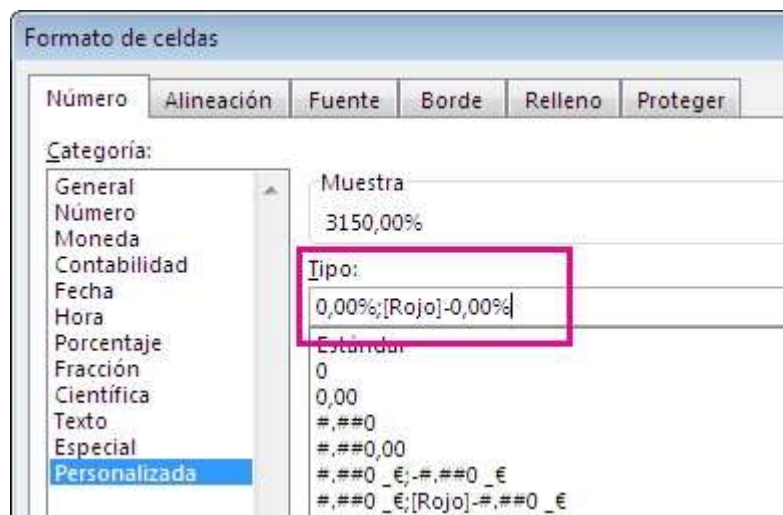 Formato de celdas
Número Alineación Fuente Borde Relleno Proteger
Categoría:
General
Número
Moneda
Contabilidad
Fecha
Hora
Porcentaje
Fracción
Científica
Texto
Especial
Personalizada
Muestra
3150,00%
Tipo:
0,00%;[Rojo]-0,00%
Estándar
0
0,00
#.##0
#.##0,00
#.##0 _€;-#.##0 _€
#.##0 _€;[Rojo]-#.##0 _€